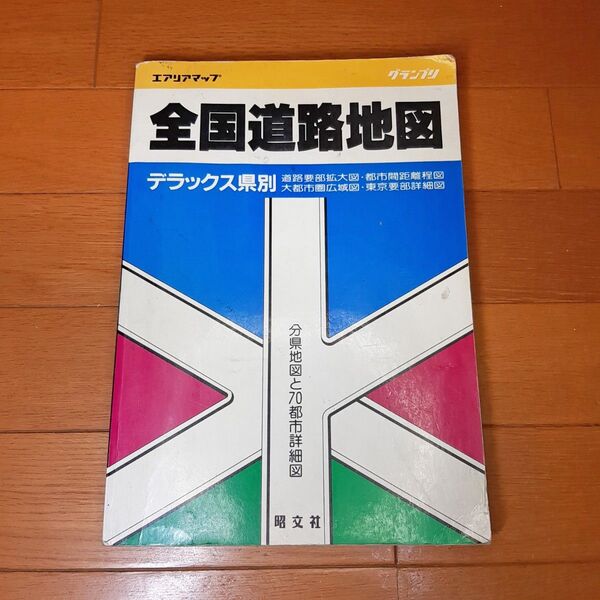 エアリアマップ
グランプリ
全国道路地図
デラックス県別
道路要部拡大図・都市間距離程図
大都市圏広域図・東京要部詳細図
分県地図と70都市詳細図
昭文社